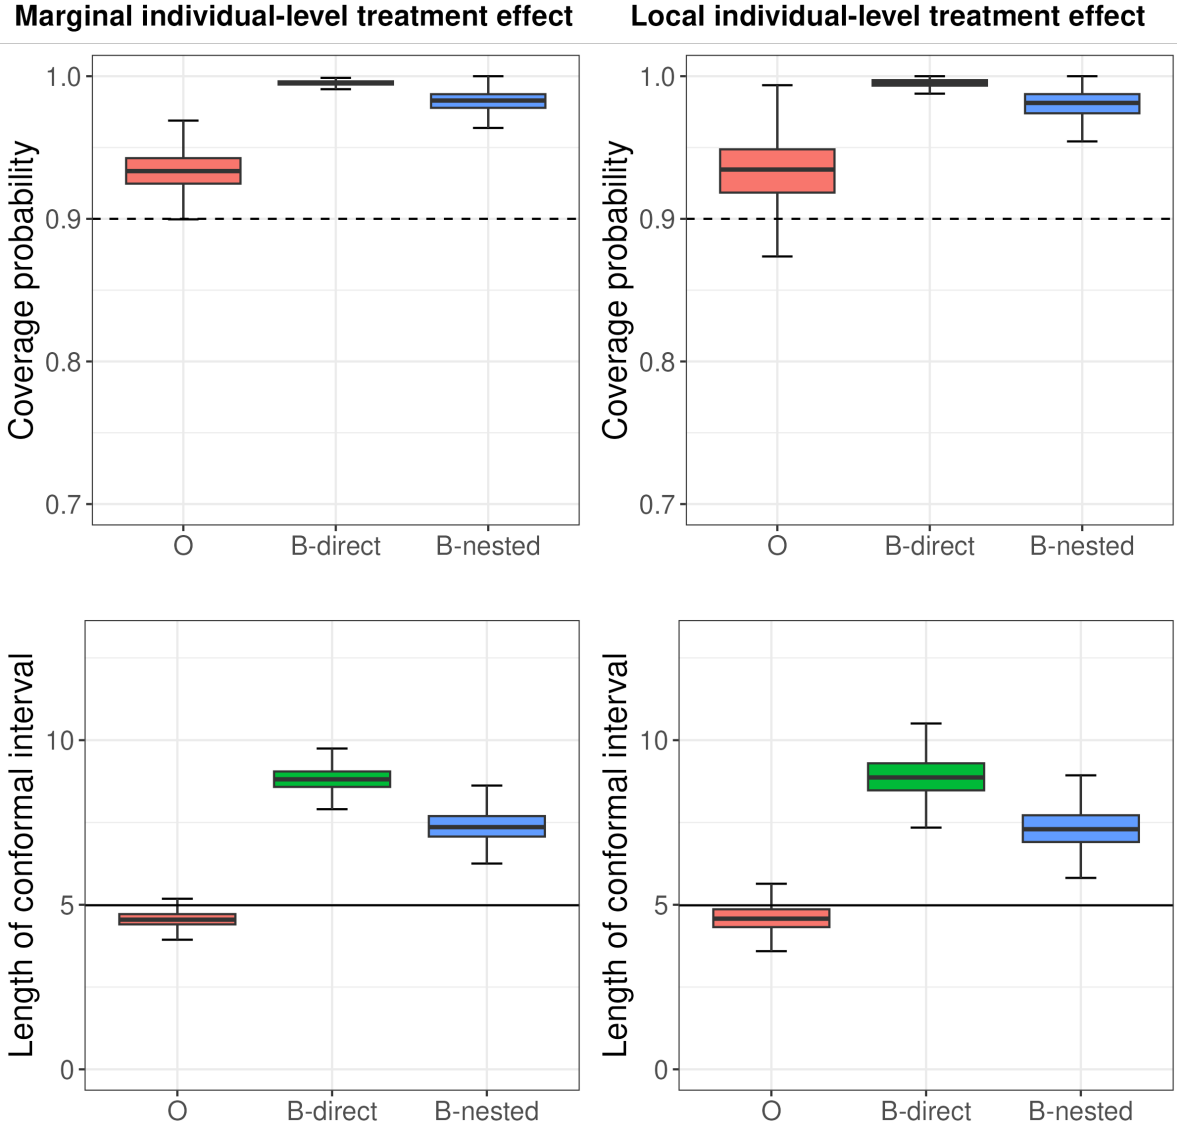 Marginal individual-level treatment effect
Local individual-level treatment effect
Coverage probability
1.0
0.9
0.8
0.7
O B-direct B-nested
Coverage probability
1.0
0.9
0.8
0.7
O B-direct B-nested
Length of conformal interval
10
5
0
O B-direct B-nested
Length of conformal interval
10
5
0
O B-direct B-nested